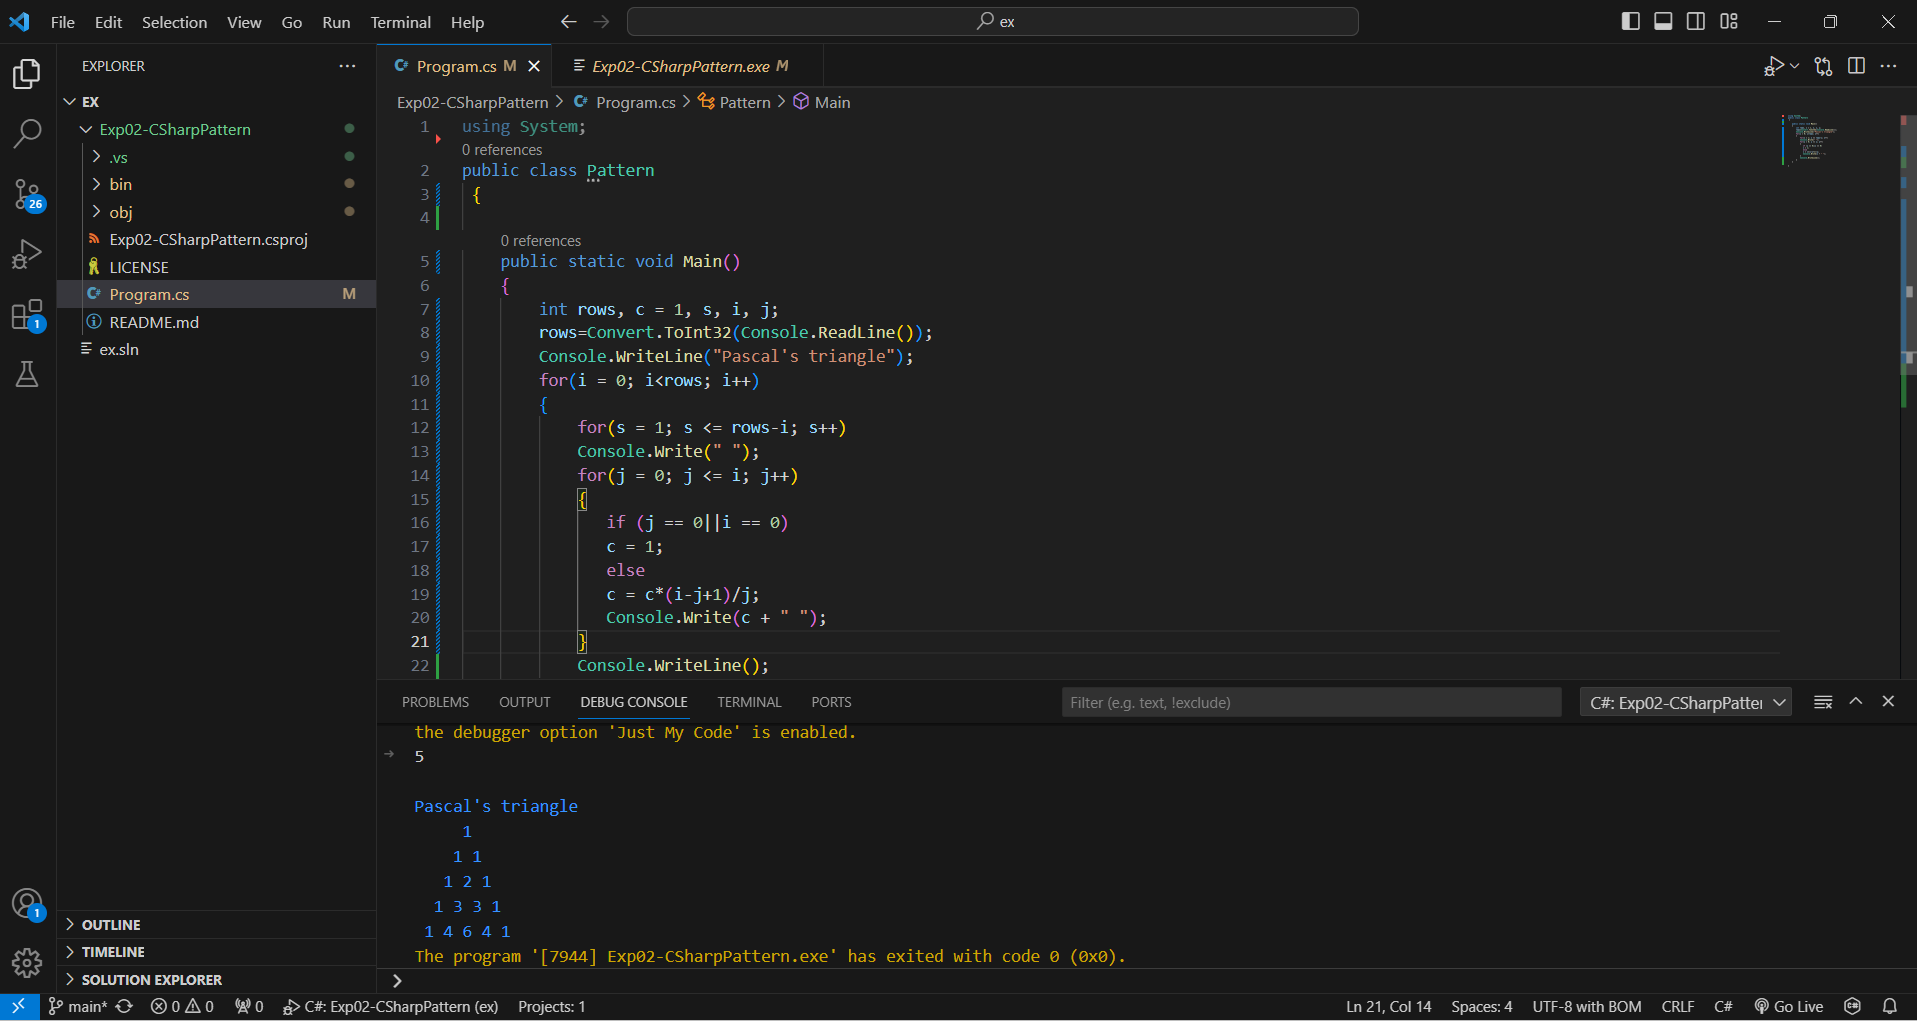 File Edit Selection View Go Run Terminal Help
ex
EXPLORER
EX
Exp02-CSharpPattern
.vs
bin
obj
Exp02-CSharpPattern.csproj
LICENSE
Program.cs M
README.md
ex.sln
26
1
1
OUTLINE
TIMELINE
SOLUTION EXPLORER
Program.cs M
Exp02-CSharpPattern.exe M
Exp02-CSharpPattern > Program.cs > Pattern > Main
1 using System;
0 references
2 public class Pattern
3 {
4
0 references
5 public static void Main()
6 {
7 int rows, c = 1, s, i, j;
8 rows=Convert.ToInt32(Console.ReadLine());
9 Console.WriteLine("Pascal's triangle");
10 for(i = 0; i<rows; i++)
11 {
12 for(s = 1; s <= rows-i; s++)
13 Console.Write(" ");
14 for(j = 0; j <= i; j++)
15 {
16 if (j == 0||i == 0)
17 c = 1;
18 else
19 c = c*(i-j+1)/j;
20 Console.Write(c + " ");
21 }
22 Console.WriteLine();
PROBLEMS OUTPUT DEBUG CONSOLE TERMINAL PORTS
Filter (e.g. text, !exclude)
C#: Exp02-CSharpPatter
the debugger option 'Just My Code' is enabled.
5
Pascal's triangle
1
1 1
1 2 1
1 3 3 1
1 4 6 4 1
The program '[7944] Exp02-CSharpPattern.exe' has exited with code 0 (0x0).
main* 0 0 0 C#: Exp02-CSharpPattern (ex) Projects: 1
Ln 21, Col 14 Spaces: 4 UTF-8 with BOM CRLF C# Go Live